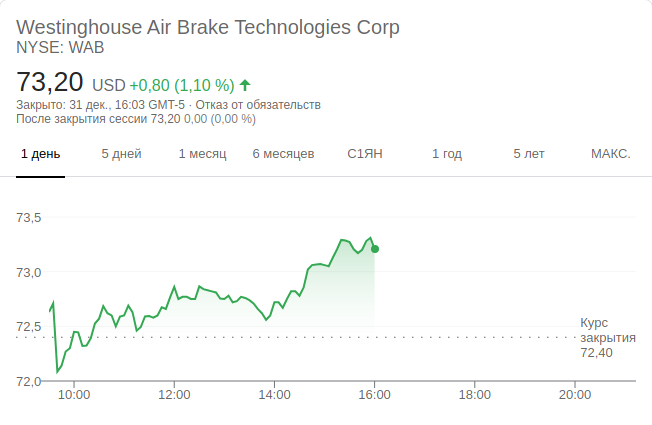 Westinghouse Air Brake Technologies Corp
NYSE: WAB
73,20 USD +0,80 (1,10 %)
Закрыто: 31 дек., 16:03 GMT-5 · Отказ от обязательств
После закрытия сессии 73,20 0,00 (0,00 %)
1 день 5 дней 1 месяц 6 месяцев С1ЯН 1 год 5 лет МАКС.
73,5
73,0
72,5
Курс
закрытия
72,40
72,0
10:00 12:00 14:00 16:00 18:00 20:00